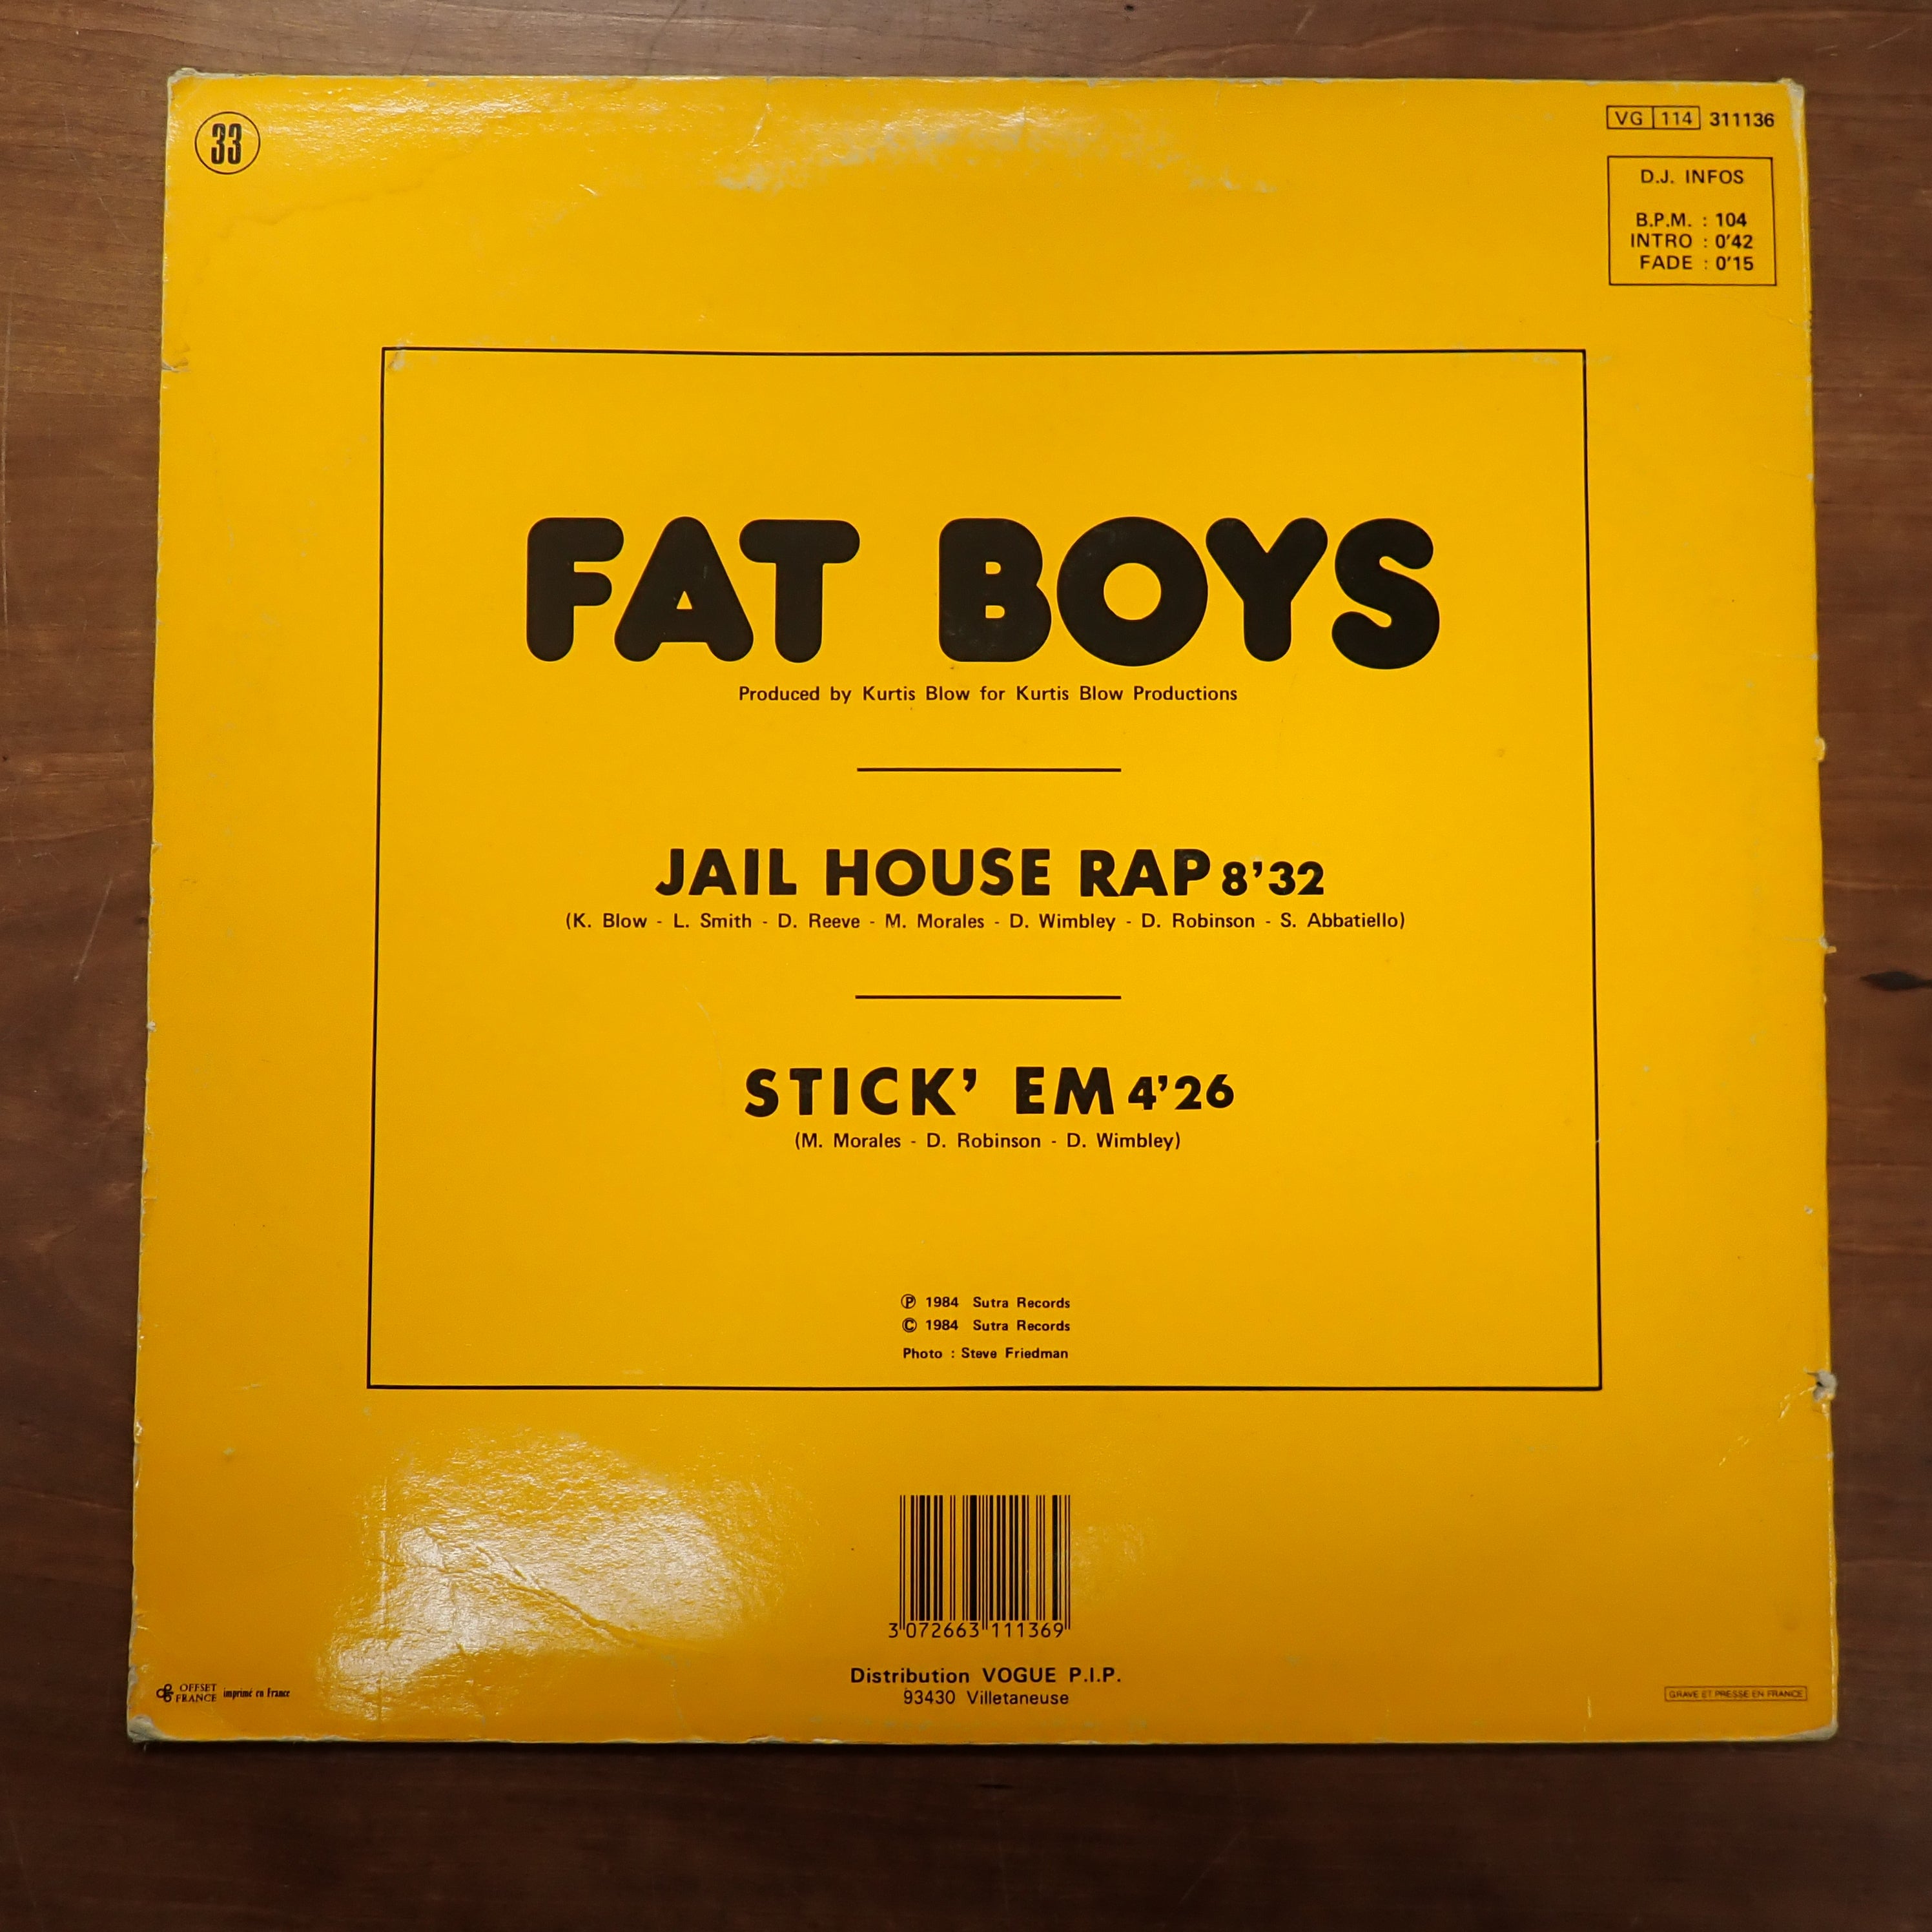 33
VG 114 311136
D.J. INFOS
B.P.M. : 104
INTRO : 0'42
FADE : 0'15
FAT BOYS
Produced by Kurtis Blow for Kurtis Blow Productions
JAIL HOUSE RAP 8'32
(K. Blow - L. Smith - D. Reeve - M. Morales - D. Wimbley - D. Robinson - S. Abbatiello)
STICK' EM 4'26
(M. Morales - D. Robinson - D. Wimbley)
Ⓟ 1984 Sutra Records
© 1984 Sutra Records
Photo : Steve Friedman
3 072663 111369
Distribution VOGUE P.I.P.
93430 Villetaneuse
OFFSET
FRANCE imprimé en France
GRAVE ET PRESSE EN FRANCE